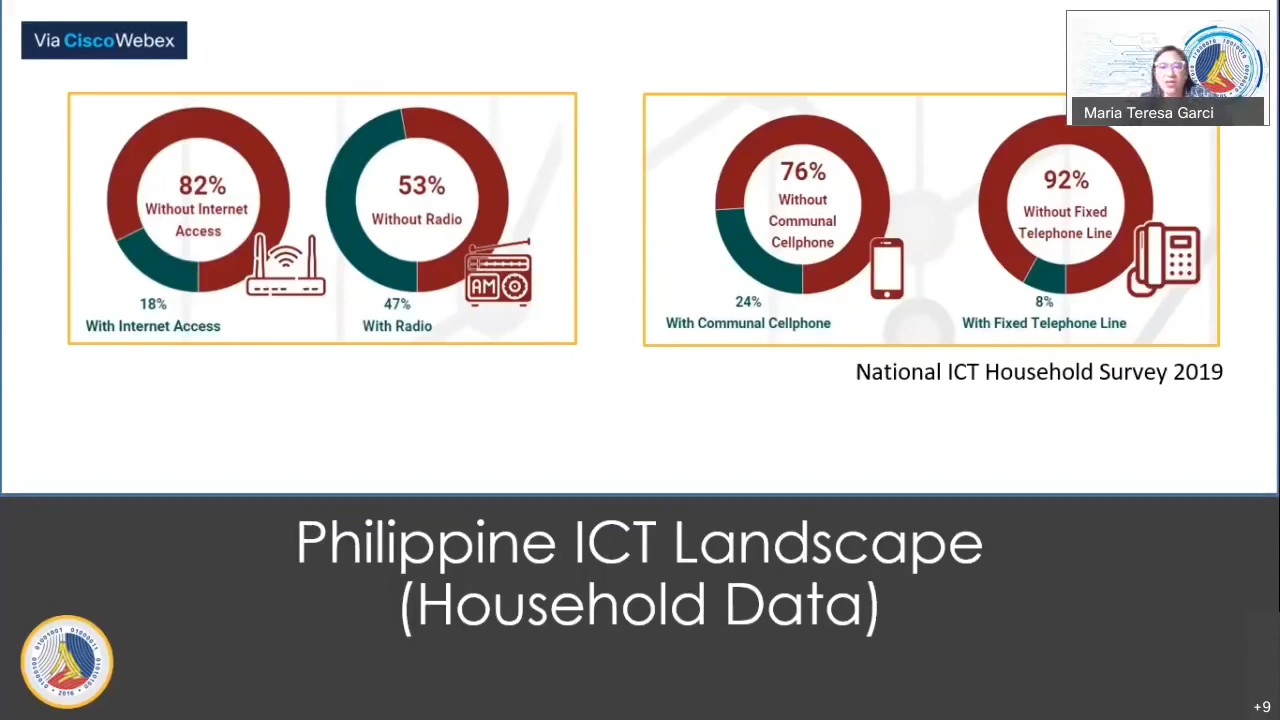 Via CiscoWebex
Maria Teresa Garci
82%
Without Internet
Access
18%
With Internet Access
53%
Without Radio
AM
47%
With Radio
76%
Without
Communal
Cellphone
24%
With Communal Cellphone
92%
Without Fixed
Telephone Line
8%
With Fixed Telephone Line
National ICT Household Survey 2019
Philippine ICT Landscape
(Household Data)
2016
+9